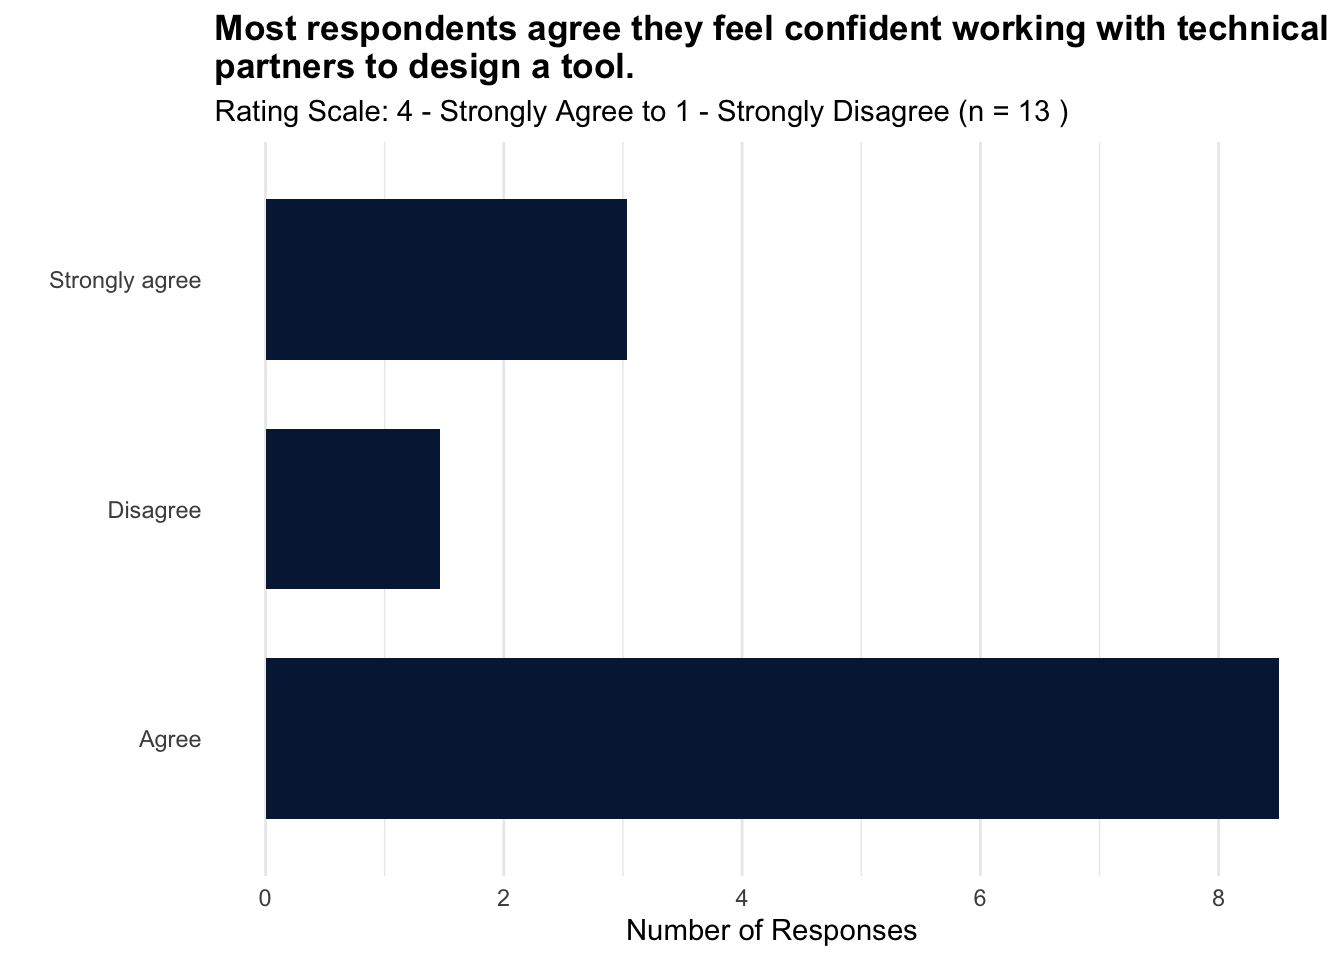 Most respondents agree they feel confident working with technical
partners to design a tool.
Rating Scale: 4 - Strongly Agree to 1 - Strongly Disagree (n = 13 )
Strongly agree
Disagree
Agree
0 2 4 6 8
Number of Responses